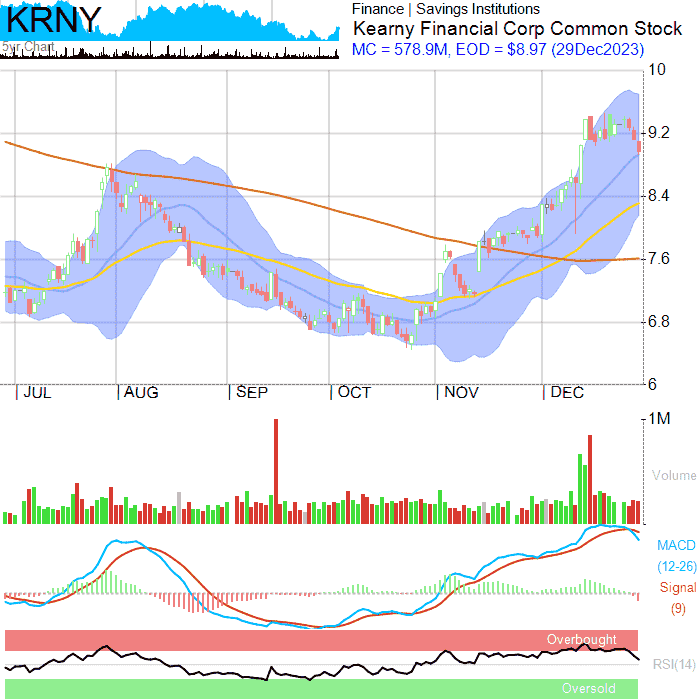 KRNY
Finance | Savings Institutions
Kearny Financial Corp Common Stock
5yr Chart
MC = 578.9M, EOD = $8.97 (29Dec2023)
10
9.2
8.4
7.6
6.8
6
JUL
AUG
SEP
OCT
NOV
DEC
1M
Volume
MACD
(12-26)
Signal
(9)
Overbought
RSI(14)
Oversold